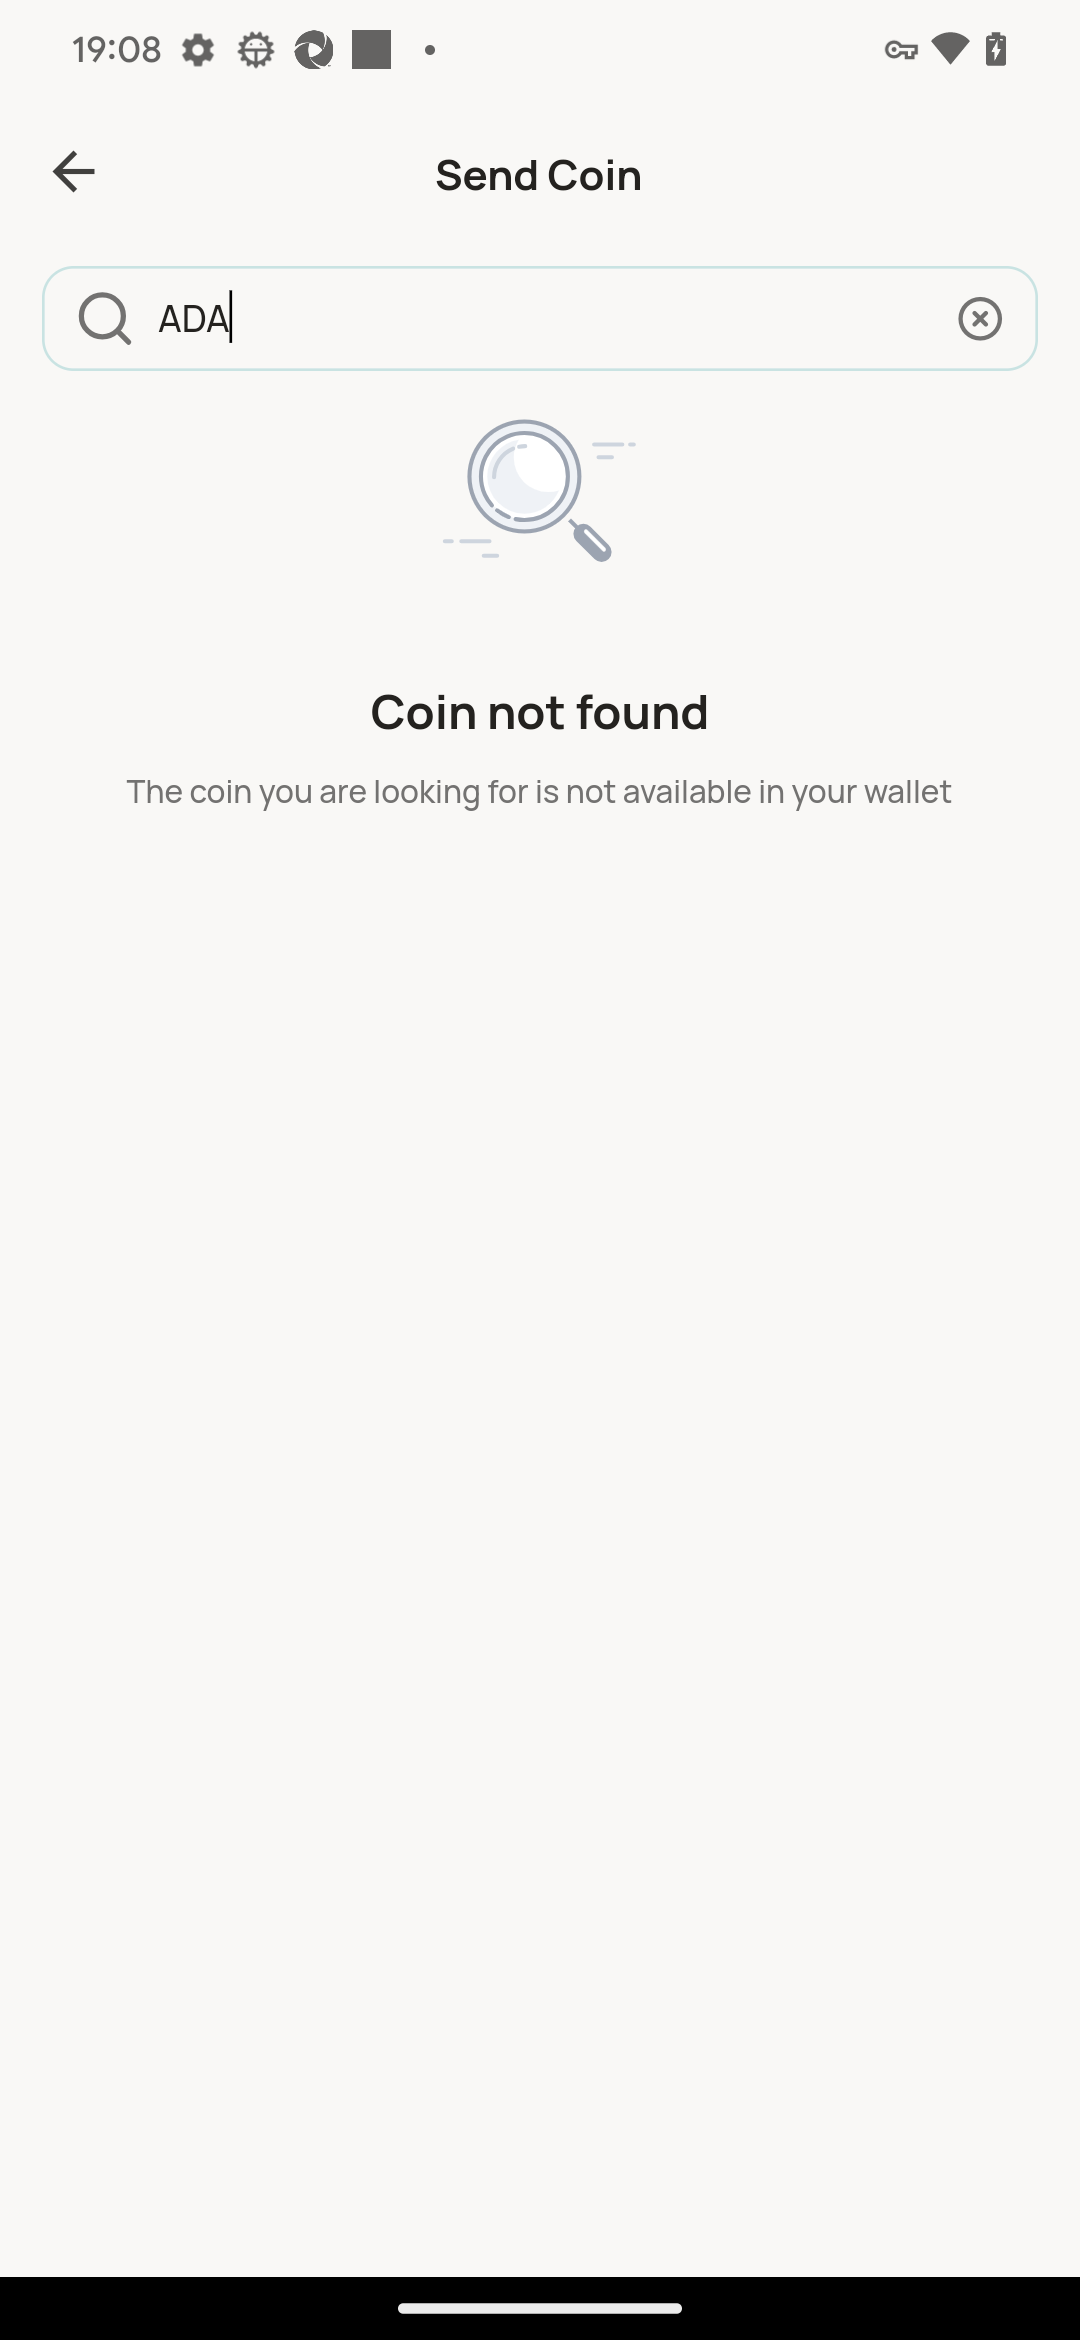 19:08
Send Coin
ADA
Coin not found
The coin you are looking for is not available in your wallet